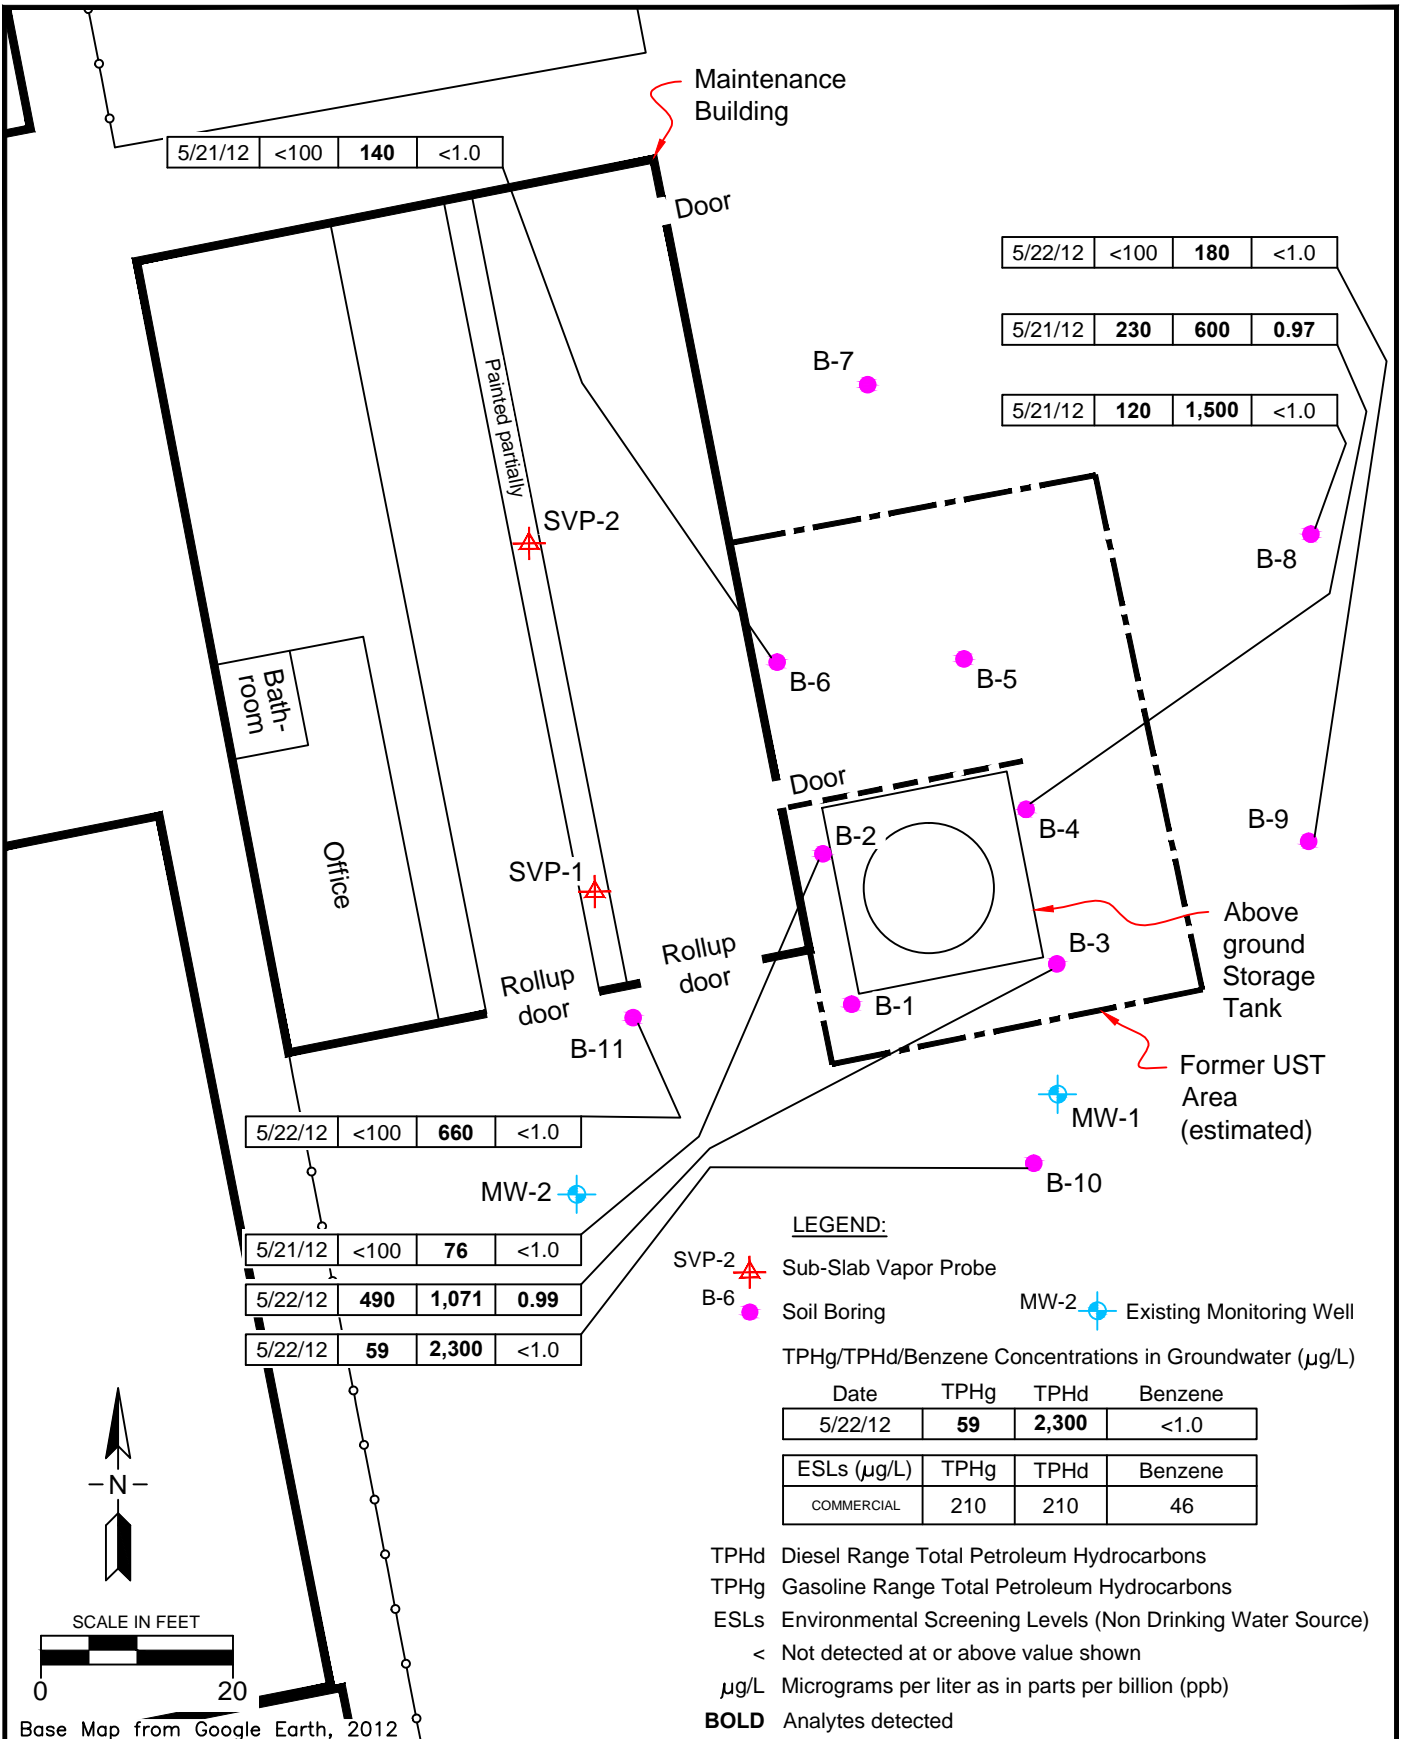 Maintenance
Building
5/21/12 <100 140 <1.0
Door
5/22/12 <100 180 <1.0
5/21/12 230 600 0.97
5/21/12 120 1,500 <1.0
B-7
Painted partially
SVP-2
B-8
B-6
B-5
Bath-
room
Door
B-4
B-9
B-2
Office
SVP-1
Above
ground
Storage
Tank
B-3
Rollup
door
Rollup
door
B-1
B-11
Former UST
Area
(estimated)
MW-1
5/22/12 <100 660 <1.0
B-10
MW-2
5/21/12 <100 76 <1.0
5/22/12 490 1,071 0.99
5/22/12 59 2,300 <1.0
LEGEND:
SVP-2 Sub-Slab Vapor Probe
B-6 Soil Boring
MW-2 Existing Monitoring Well
TPHg/TPHd/Benzene Concentrations in Groundwater (µg/L)
Date TPHg TPHd Benzene
5/22/12 59 2,300 <1.0
ESLs (µg/L) TPHg TPHd Benzene
COMMERCIAL 210 210 46
TPHd Diesel Range Total Petroleum Hydrocarbons
TPHg Gasoline Range Total Petroleum Hydrocarbons
ESLs Environmental Screening Levels (Non Drinking Water Source)
< Not detected at or above value shown
µg/L Micrograms per liter as in parts per billion (ppb)
BOLD Analytes detected
N
SCALE IN FEET
0 20
Base Map from Google Earth, 2012